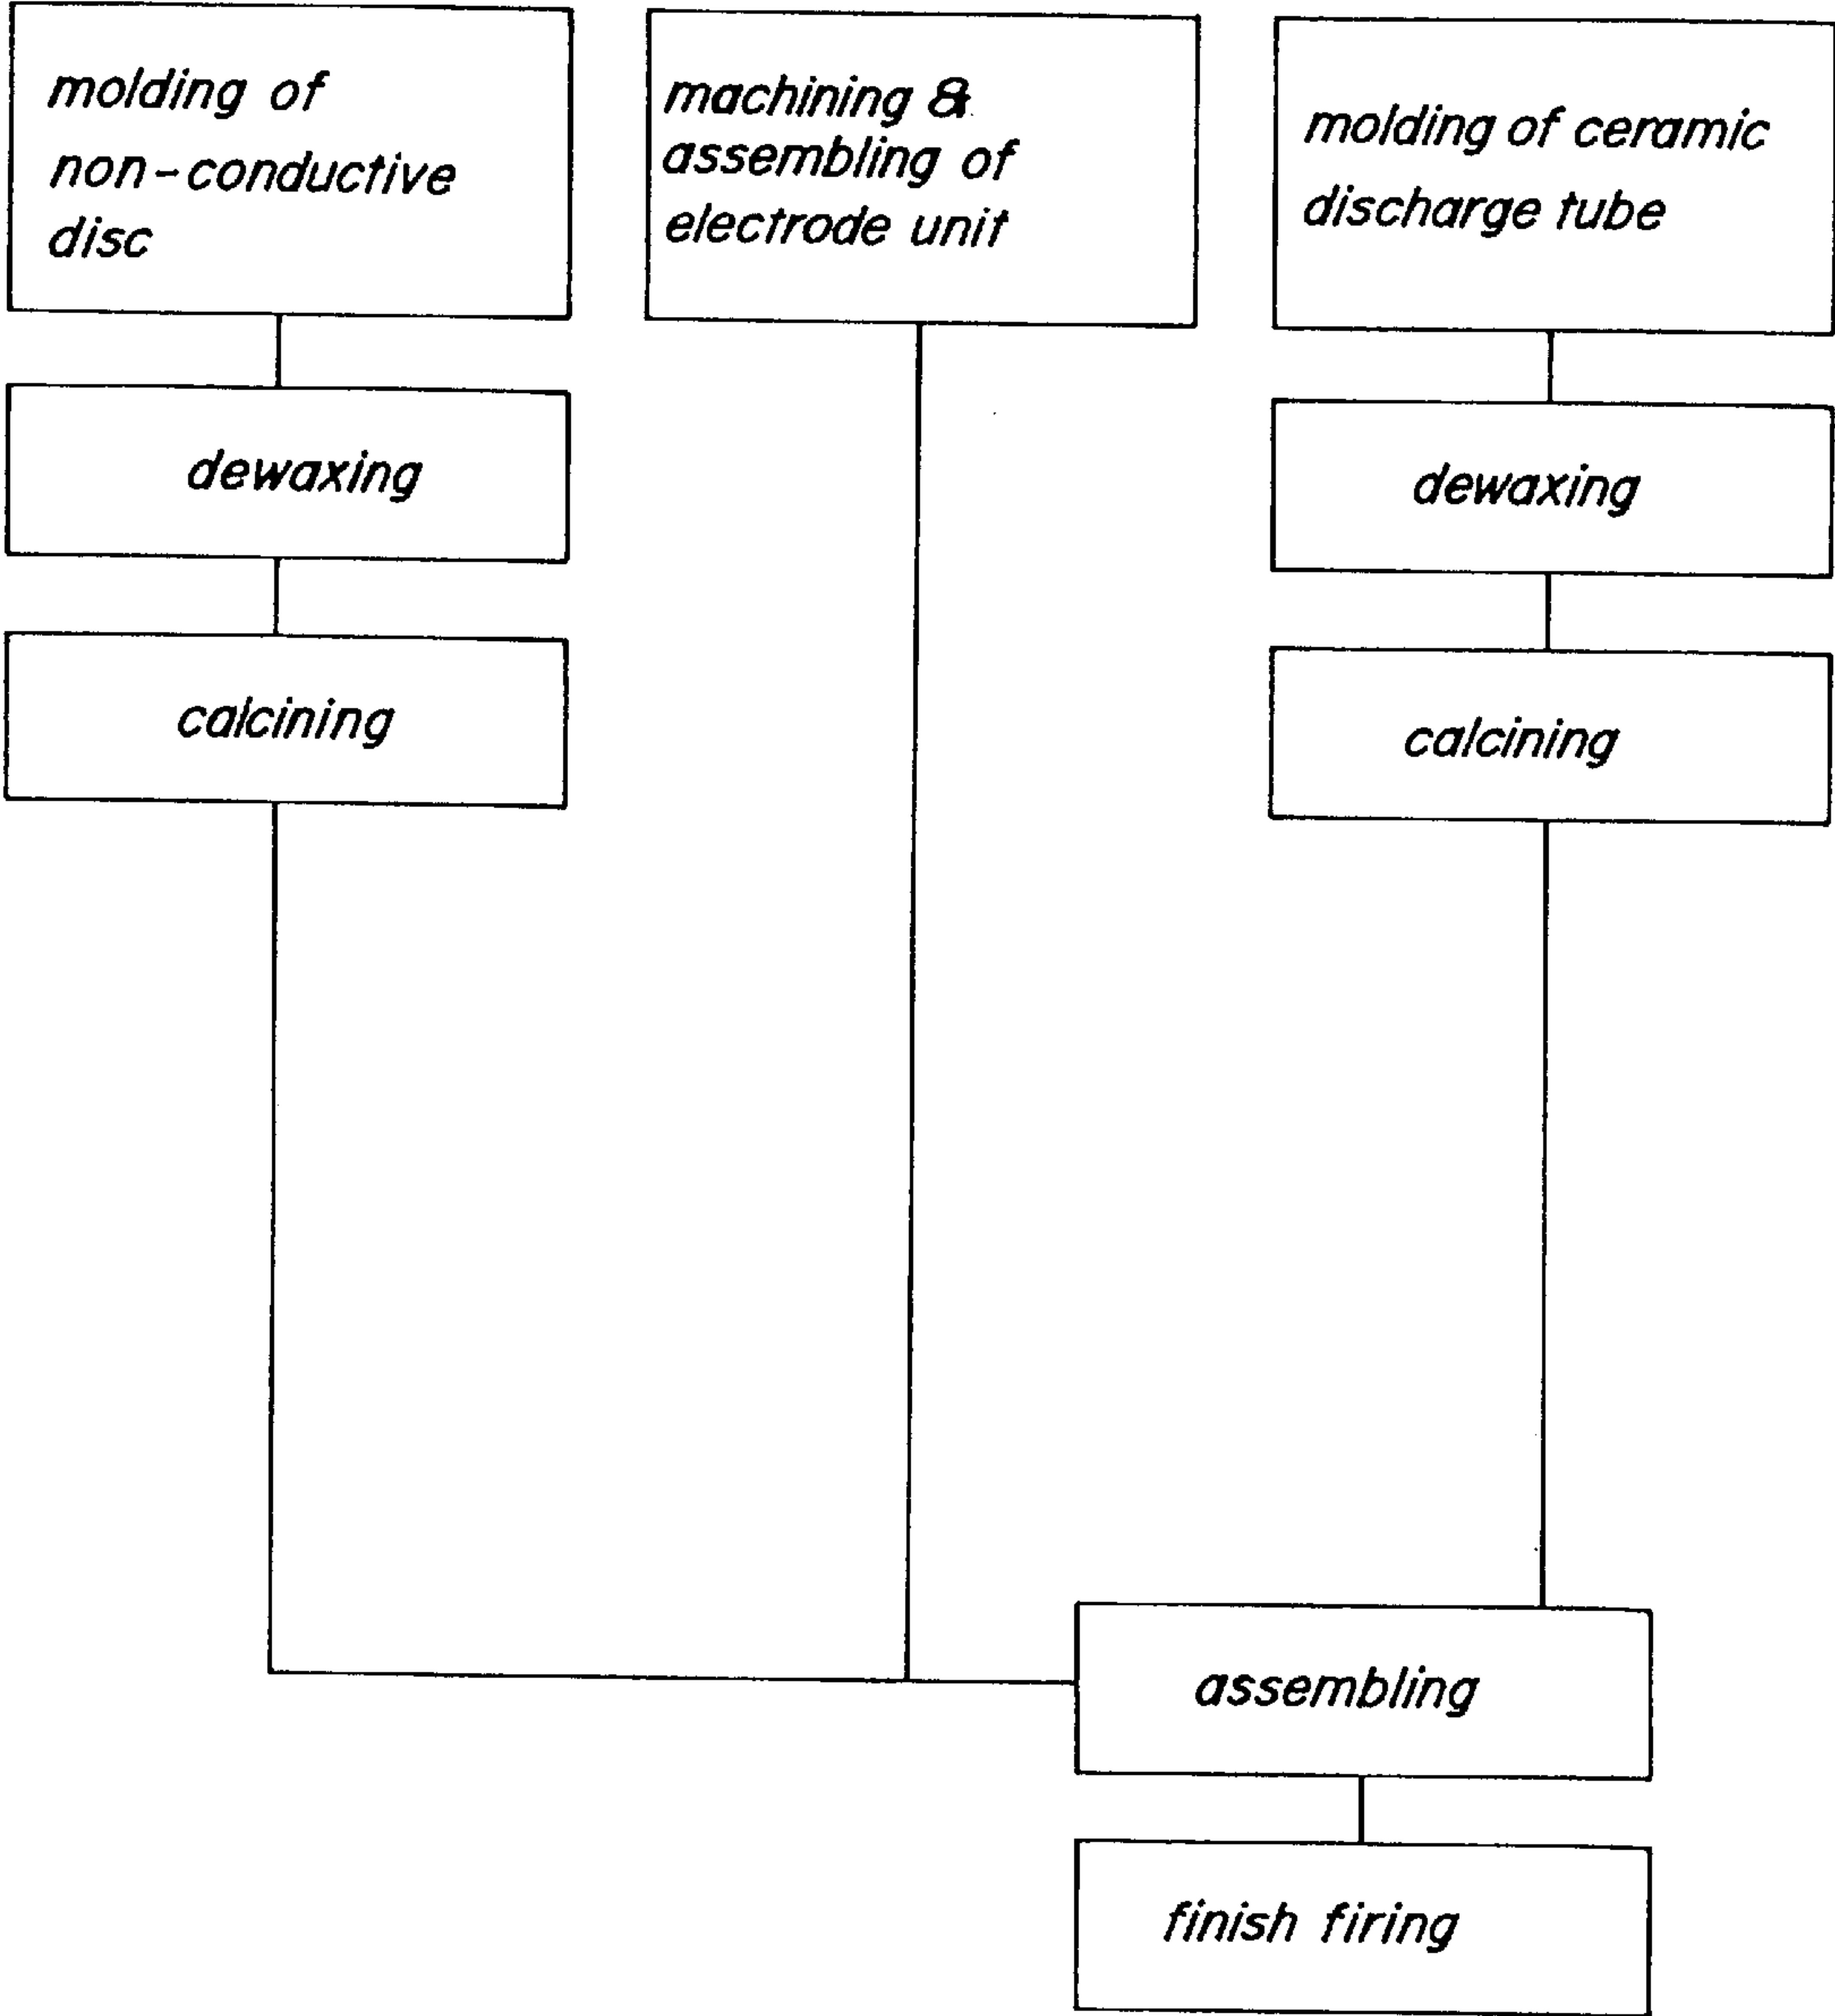 molding of
non-conductive
disc
machining &
assembling of
electrode unit
molding of ceramic
discharge tube
dewaxing
dewaxing
calcining
calcining
assembling
finish firing